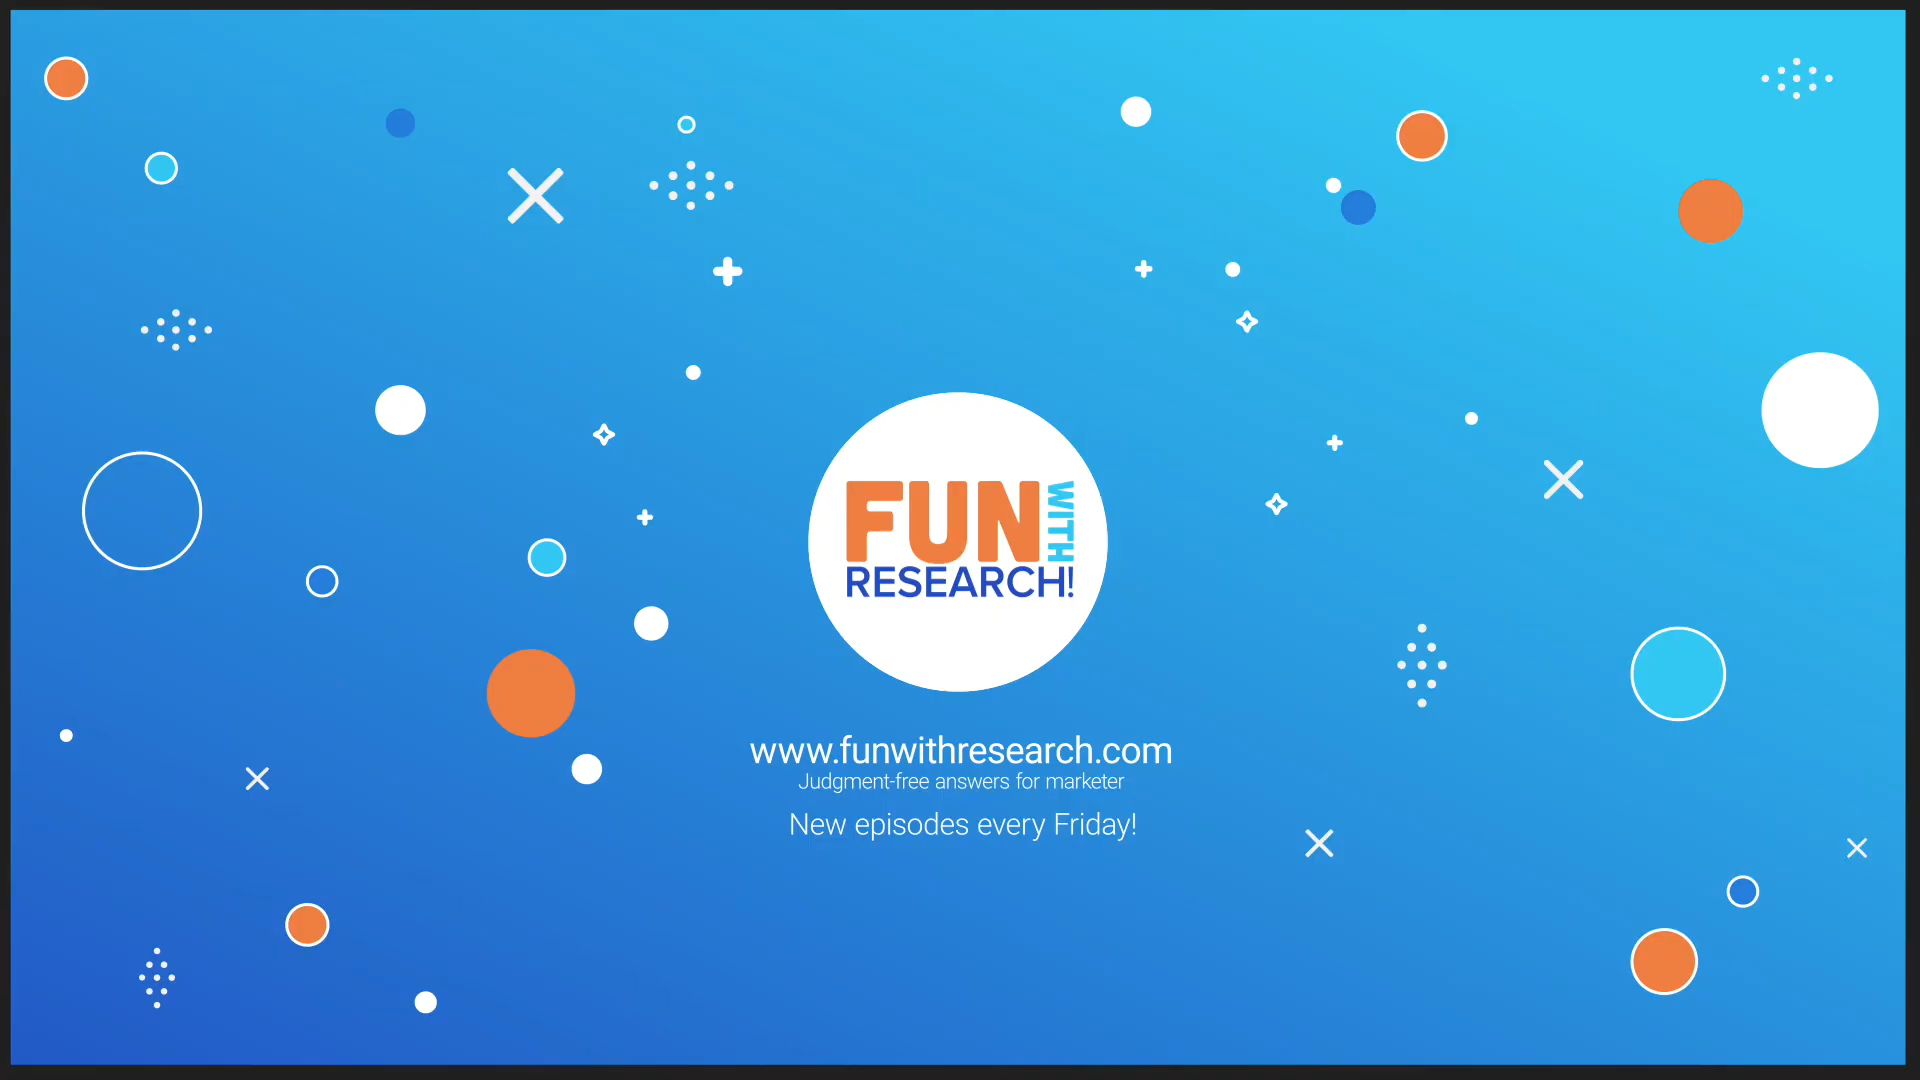 FUN WITH
RESEARCH!
www.funwithresearch.com
Judgment-free answers for marketer
New episodes every Friday!